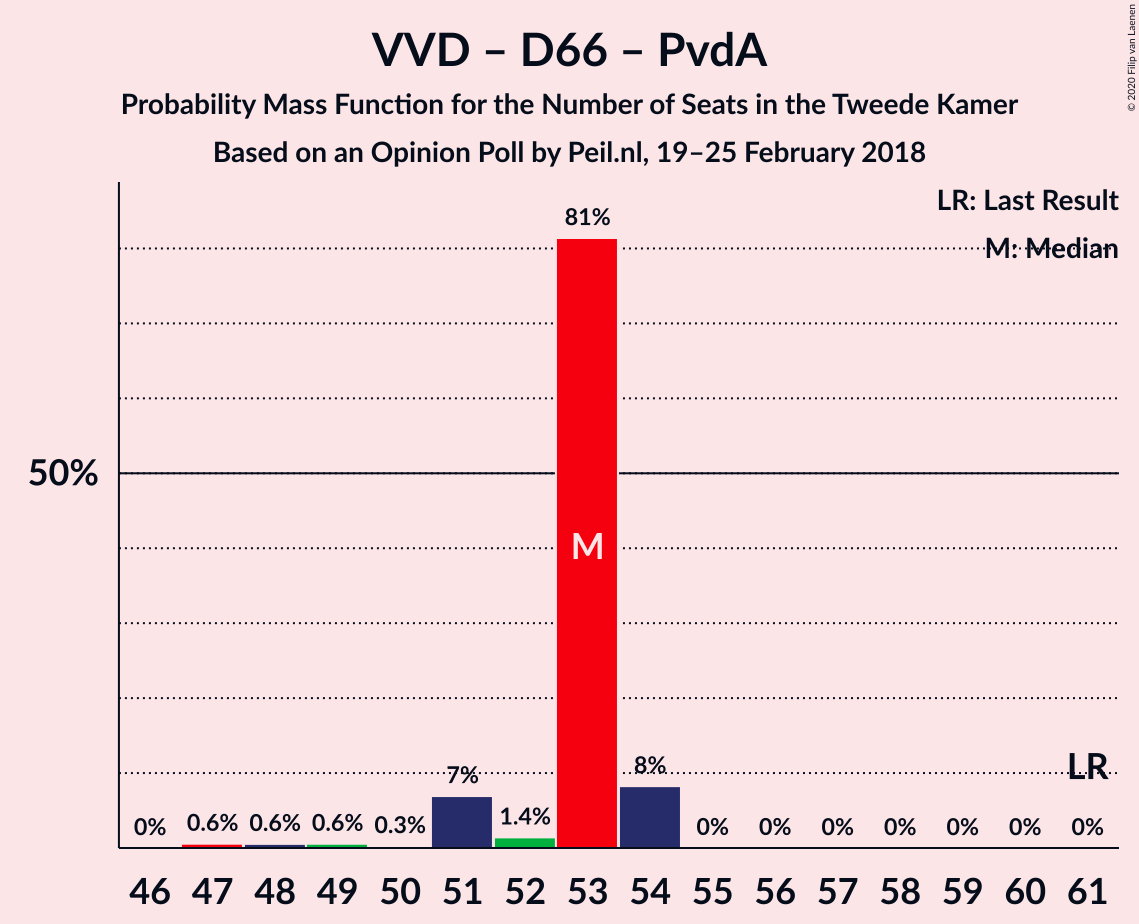 VVD – D66 – PvdA
Probability Mass Function for the Number of Seats in the Tweede Kamer
Based on an Opinion Poll by Peil.nl, 19–25 February 2018
© 2020 Filip van Laenen
LR: Last Result
M: Median
81%
50%
M
LR
8%
7%
0% 0.6% 0.6% 0.6% 0.3% 1.4% 0% 0% 0% 0% 0% 0% 0%
46 47 48 49 50 51 52 53 54 55 56 57 58 59 60 61